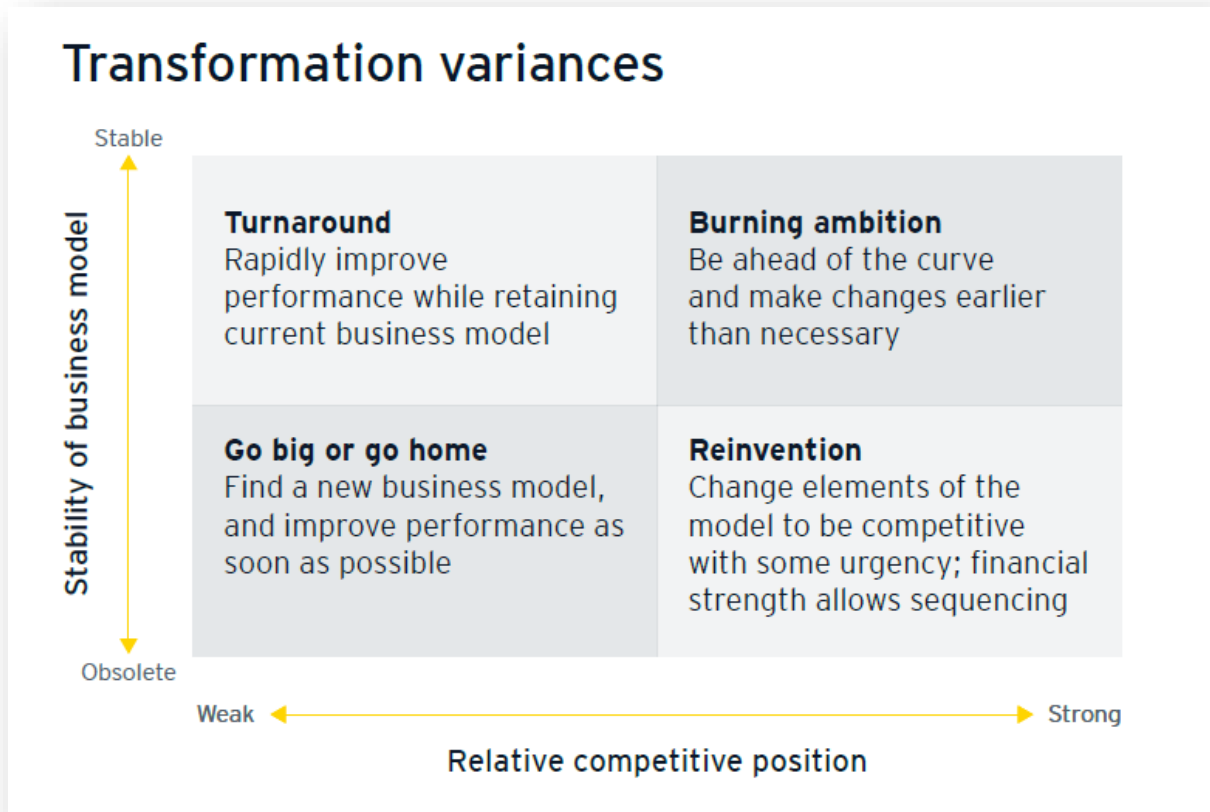 Transformation variances
Stable
Stability of business model
Turnaround
Rapidly improve
performance while retaining
current business model
Burning ambition
Be ahead of the curve
and make changes earlier
than necessary
Go big or go home
Find a new business model,
and improve performance as
soon as possible
Reinvention
Change elements of the
model to be competitive
with some urgency; financial
strength allows sequencing
Obsolete
Weak
Strong
Relative competitive position